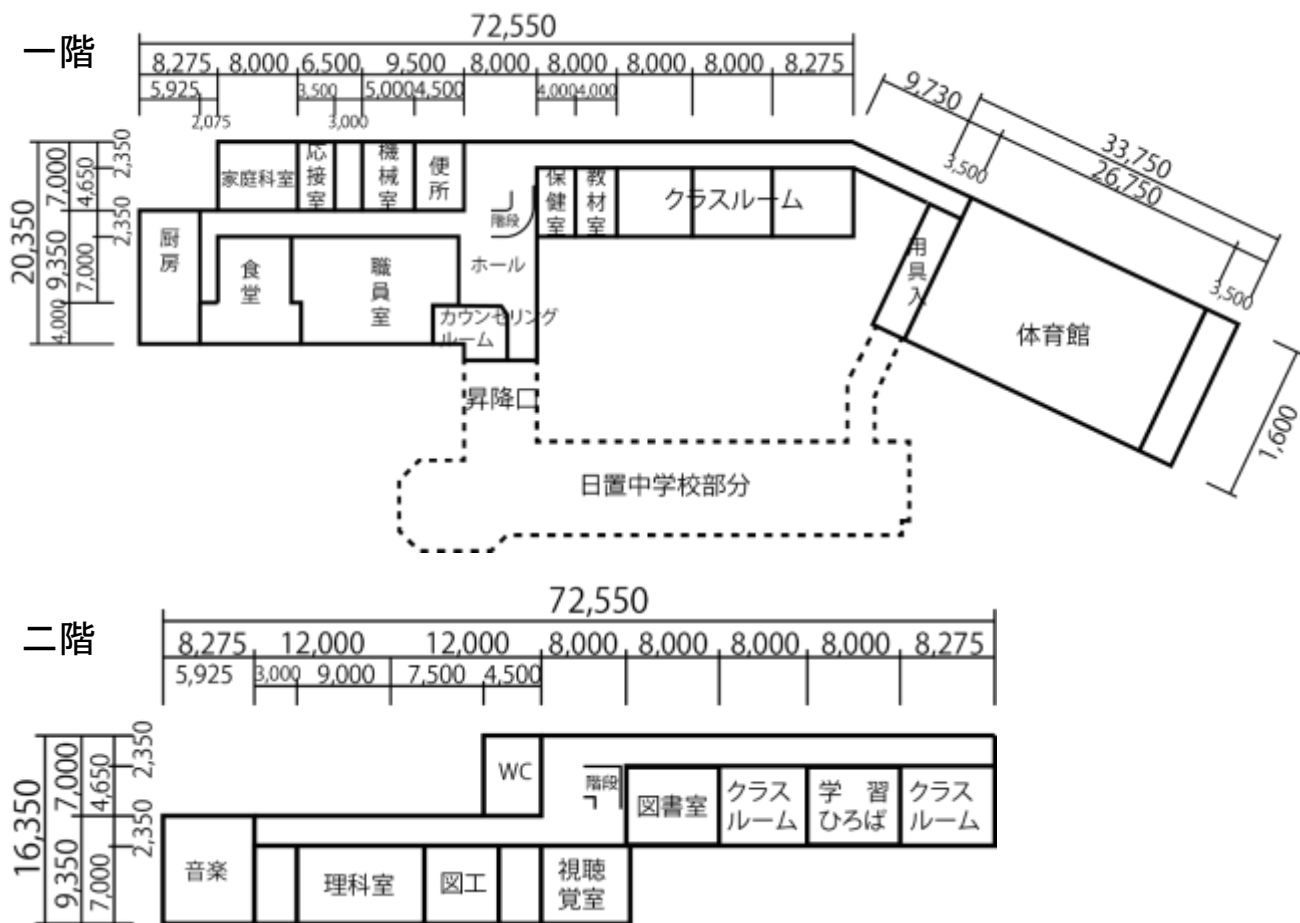 一階
72,550
8,275 8,000 6,500 9,500 8,000 8,000 8,000 8,000 8,275
5,925 3,500 5,000 4,500 4,000 4,000
2,075 3,000
9,730
33,750
3,500
26,750
3,500
1,600
20,350
7,000
9,350
4,000
4,650
7,000
2,350
2,350
家庭科室
応接室
機械室
便所
階段
保健室
教材室
クラスルーム
厨房
食堂
職員室
ホール
カウンセリング
ルーム
用具入
体育館
昇降口
日置中学校部分
二階
72,550
8,275 12,000 12,000 8,000 8,000 8,000 8,000 8,275
5,925 3,000 9,000 7,500 4,500
16,350
7,000
9,350
4,650
7,000
2,350
2,350
WC
階段
図書室
クラス
ルーム
学習
ひろば
クラス
ルーム
音楽
理科室
図工
視聴
覚室